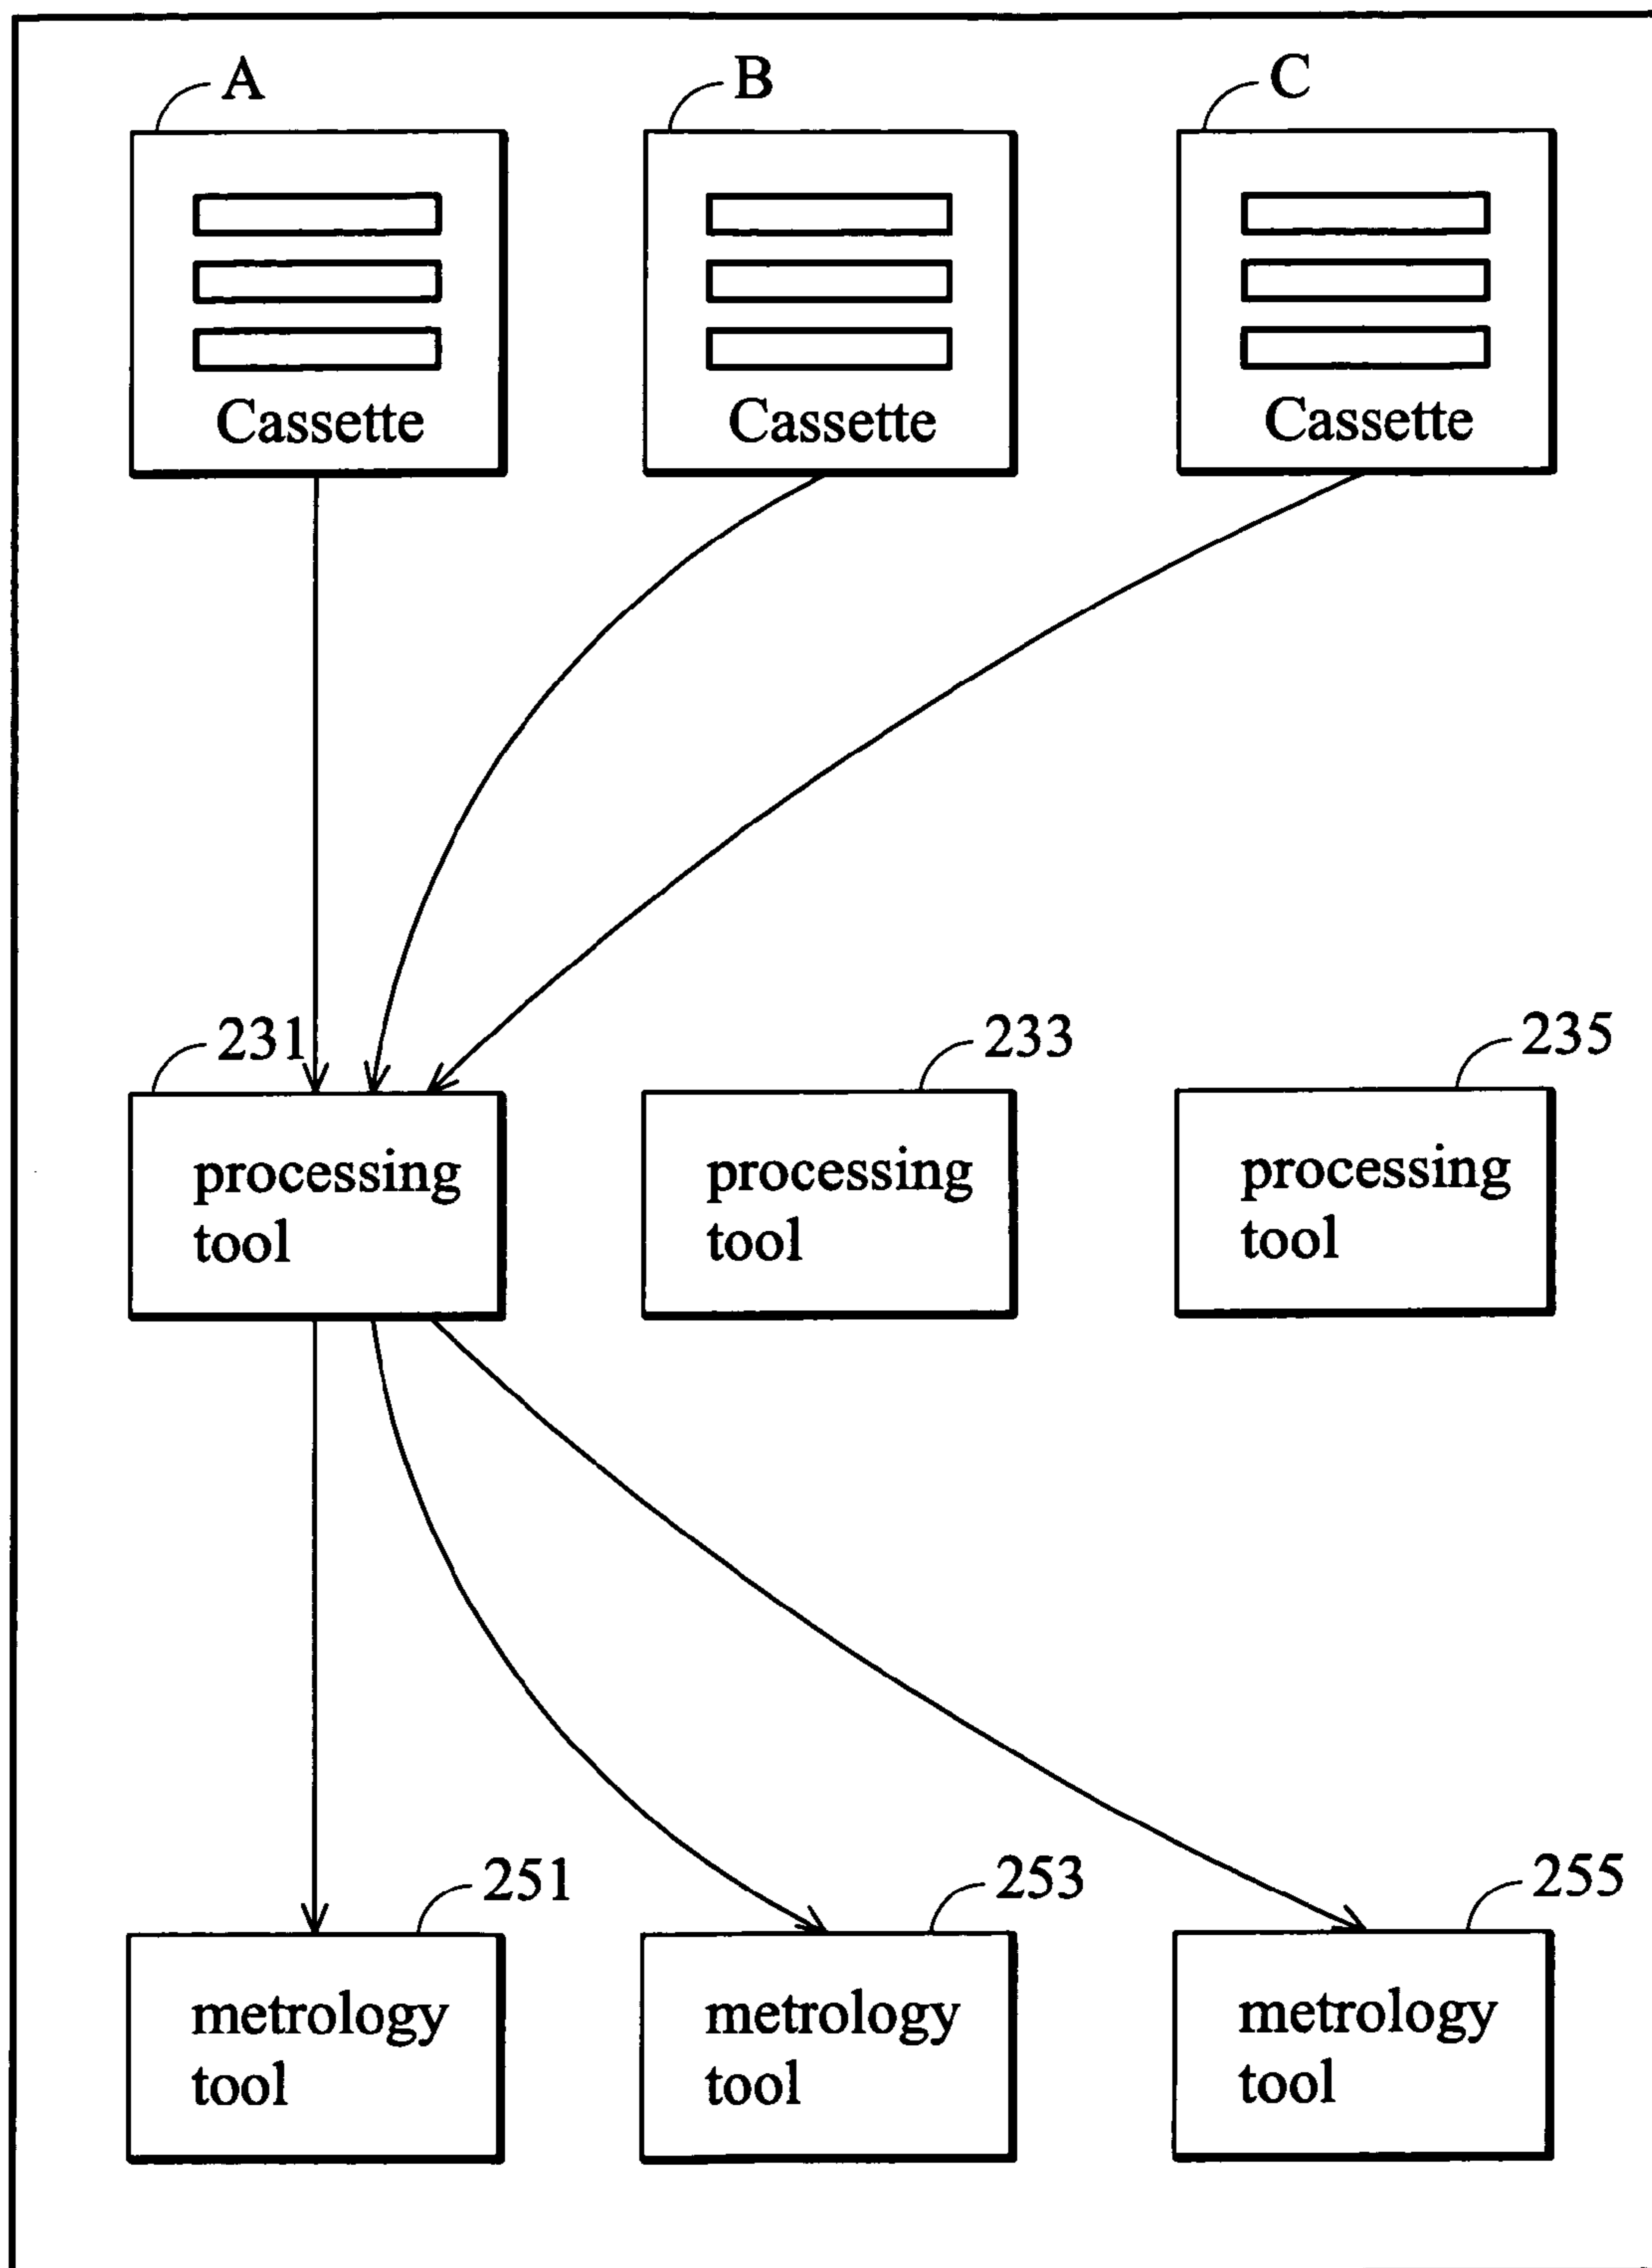 A
B
C
Cassette
Cassette
Cassette
231
233
235
processing
tool
processing
tool
processing
tool
251
253
255
metrology
tool
metrology
tool
metrology
tool